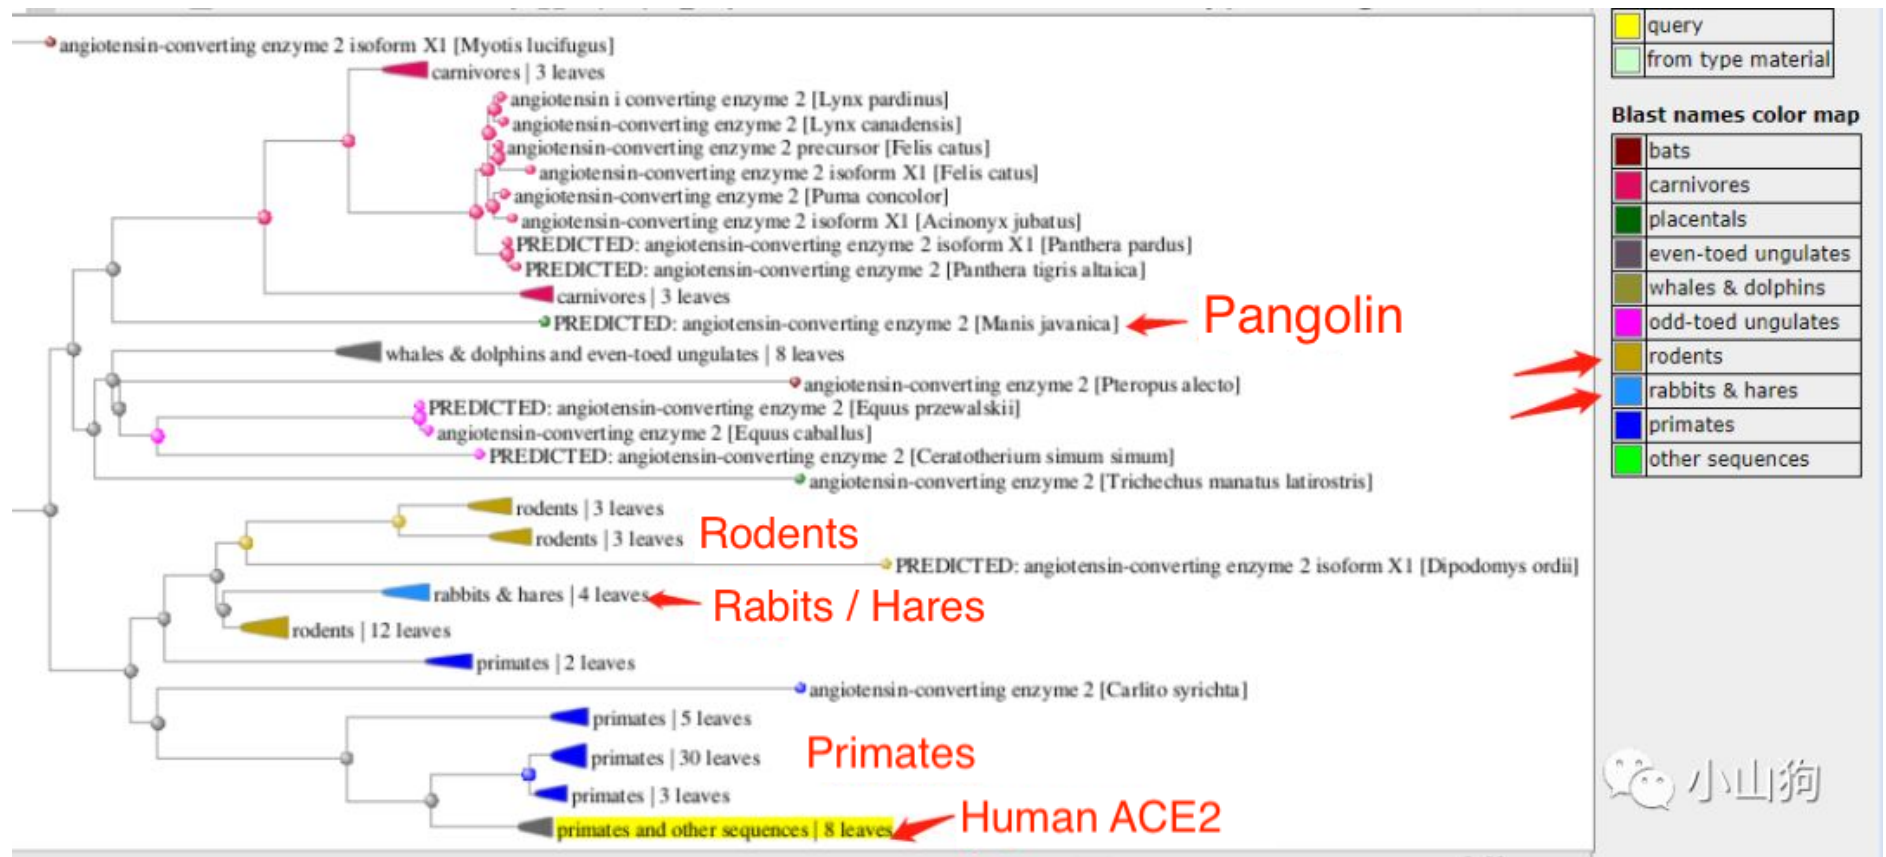 angiotensin-converting enzyme 2 isoform X1 [Myotis lucifugus]
carnivores | 3 leaves
angiotensin i converting enzyme 2 [Lynx pardinus]
angiotensin-converting enzyme 2 [Lynx canadensis]
angiotensin-converting enzyme 2 precursor [Felis catus]
angiotensin-converting enzyme 2 isoform X1 [Felis catus]
angiotensin-converting enzyme 2 [Puma concolor]
angiotensin-converting enzyme 2 isoform X1 [Acinonyx jubatus]
PREDICTED: angiotensin-converting enzyme 2 isoform X1 [Panthera pardus]
PREDICTED: angiotensin-converting enzyme 2 [Panthera tigris altaica]
carnivores | 3 leaves
PREDICTED: angiotensin-converting enzyme 2 [Manis javanica]
Pangolin
whales & dolphins and even-toed ungulates | 8 leaves
angiotensin-converting enzyme 2 [Pteropus alecto]
PREDICTED: angiotensin-converting enzyme 2 [Equus przewalskii]
angiotensin-converting enzyme 2 [Equus caballus]
PREDICTED: angiotensin-converting enzyme 2 [Ceratotherium simum simum]
angiotensin-converting enzyme 2 [Trichechus manatus latirostris]
rodents | 3 leaves
rodents | 3 leaves
Rodents
PREDICTED: angiotensin-converting enzyme 2 isoform X1 [Dipodomys ordii]
rabbits & hares | 4 leaves
Rabits / Hares
rodents | 12 leaves
primates | 2 leaves
angiotensin-converting enzyme 2 [Carlito syrichta]
primates | 5 leaves
primates | 30 leaves
Primates
primates | 3 leaves
primates and other sequences | 8 leaves
Human ACE2
query
from type material
Blast names color map
bats
carnivores
placentals
even-toed ungulates
whales & dolphins
odd-toed ungulates
rodents
rabbits & hares
primates
other sequences
小山狗